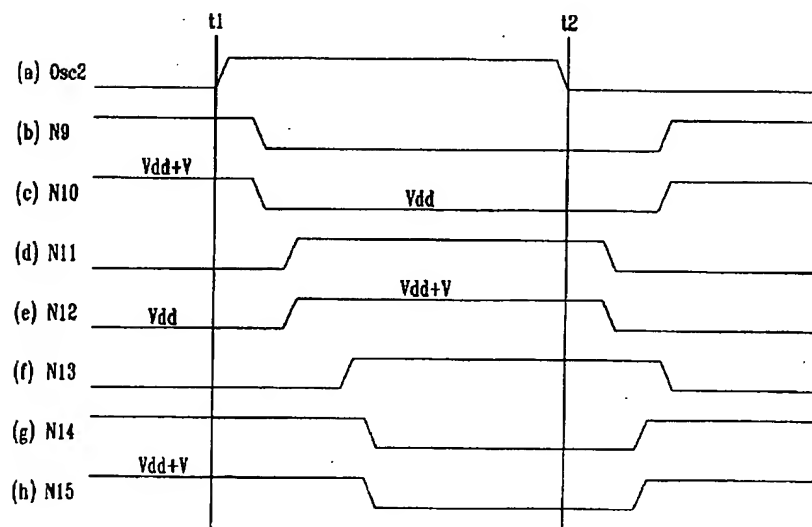 t1 t2
(a) Osc2
(b) N9
Vdd+V
(c) N10 Vdd
(d) N11
Vdd+V
(e) N12 Vdd
(f) N13
(g) N14
Vdd+V
(h) N15